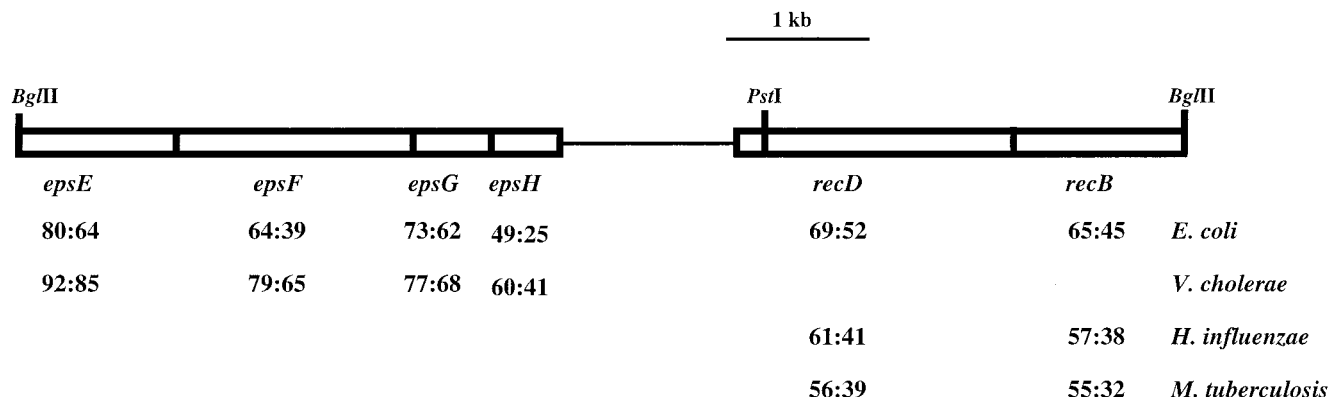 1 kb
BglII PstI BglII
epsE epsF epsG epsH recD recB
80:64 64:39 73:62 49:25 69:52 65:45 E. coli
92:85 79:65 77:68 60:41 V. cholerae
61:41 57:38 H. influenzae
56:39 55:32 M. tuberculosis